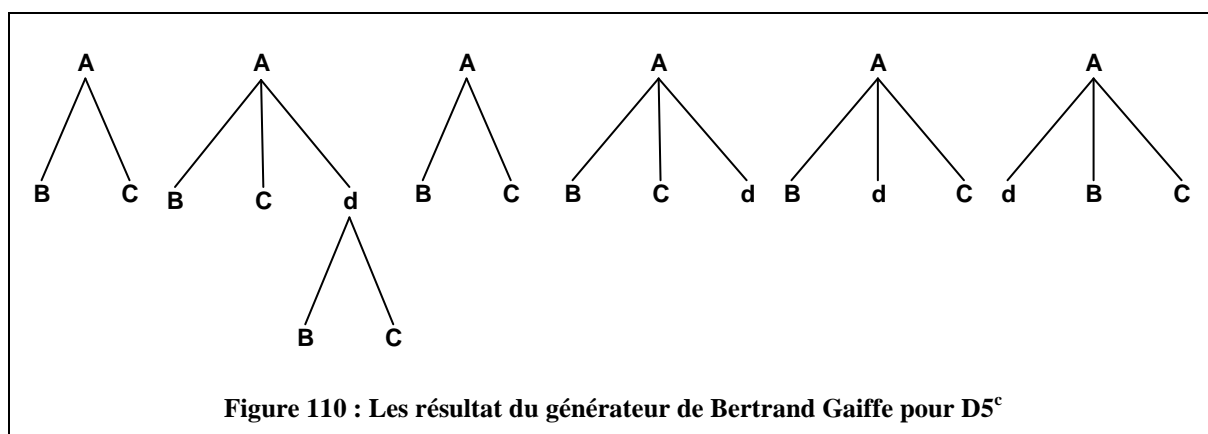 A A A A A A
B C B C d B C B C d B d C d B C
B C
Figure 110 : Les résultat du générateur de Bertrand Gaiffe pour D5ᶜ